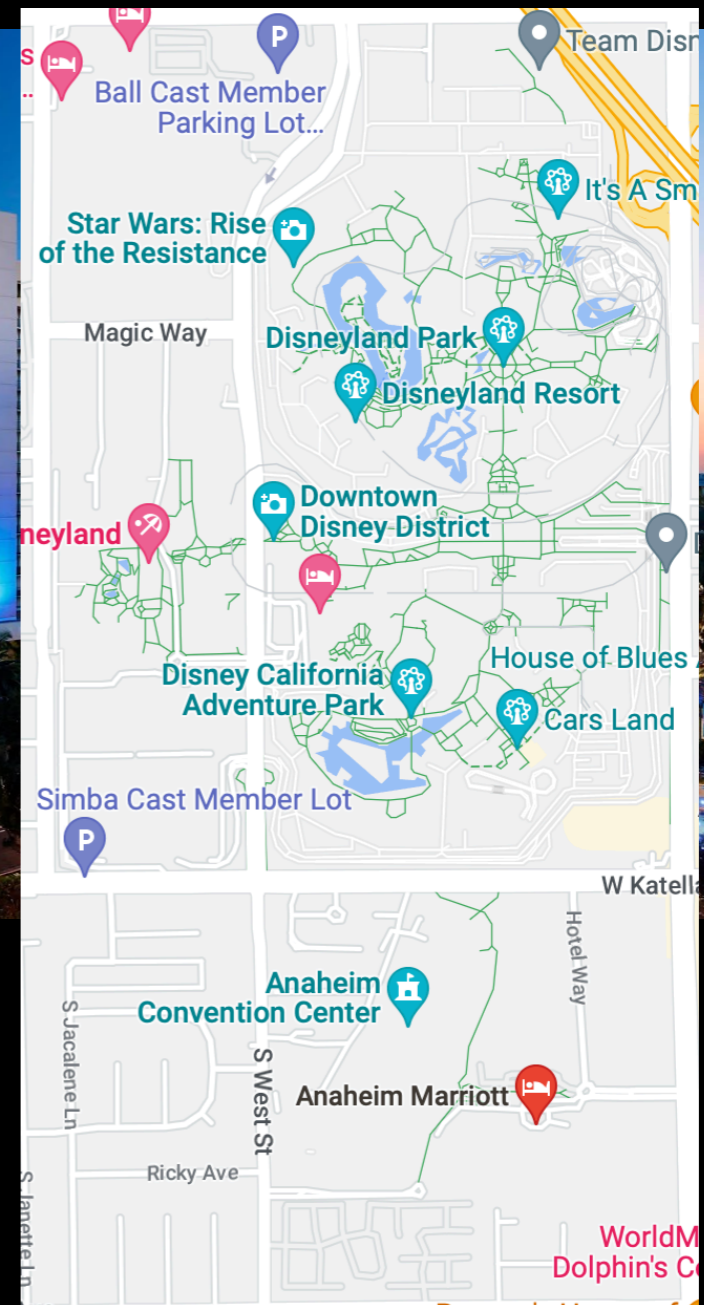 s
..
P
Ball Cast Member
Parking Lot...
Team Disn
It's A Sm
Star Wars: Rise
of the Resistance
Magic Way
Disneyland Park
Disneyland Resort
Downtown
Disney District
neyland
D
House of Blues
Disney California
Adventure Park
Cars Land
Simba Cast Member Lot
P
W Katella
Hotel Way
Anaheim
Convention Center
S Jacalene Ln
S West St
Anaheim Marriott
Ricky Ave
S Janette Ln
WorldM
Dolphin's Co